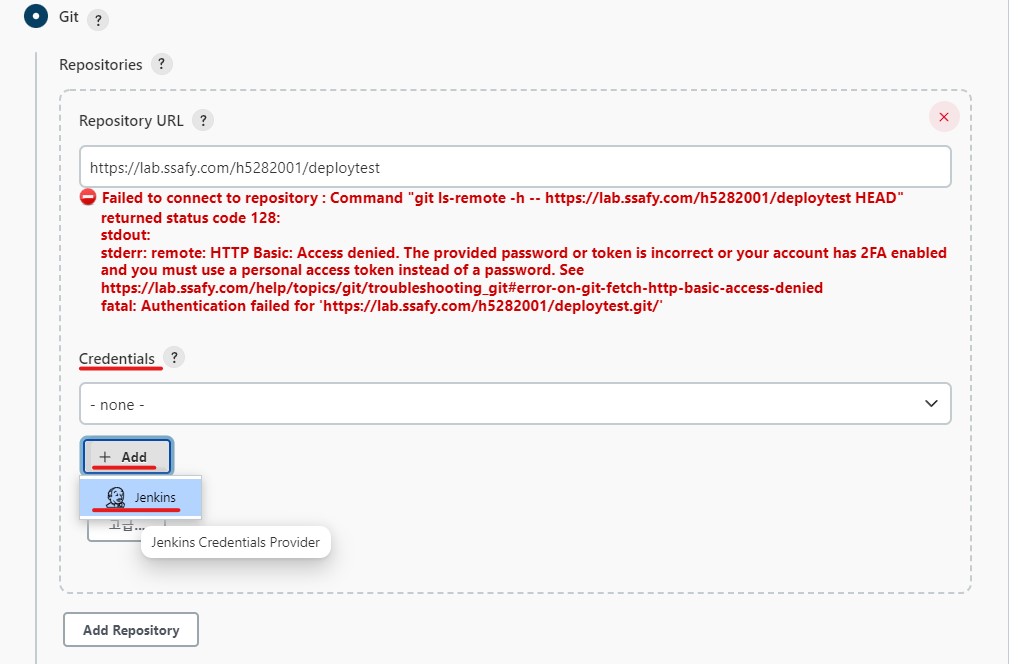 Git ?
Repositories ?
Repository URL ?
https://lab.ssafy.com/h5282001/deploytest
Failed to connect to repository : Command "git ls-remote -h -- https://lab.ssafy.com/h5282001/deploytest HEAD"
returned status code 128:
stdout:
stderr: remote: HTTP Basic: Access denied. The provided password or token is incorrect or your account has 2FA enabled
and you must use a personal access token instead of a password. See
https://lab.ssafy.com/help/topics/git/troubleshooting_git#error-on-git-fetch-http-basic-access-denied
fatal: Authentication failed for 'https://lab.ssafy.com/h5282001/deploytest.git/'
Credentials ?
- none -
+ Add
Jenkins
고급...
Jenkins Credentials Provider
Add Repository